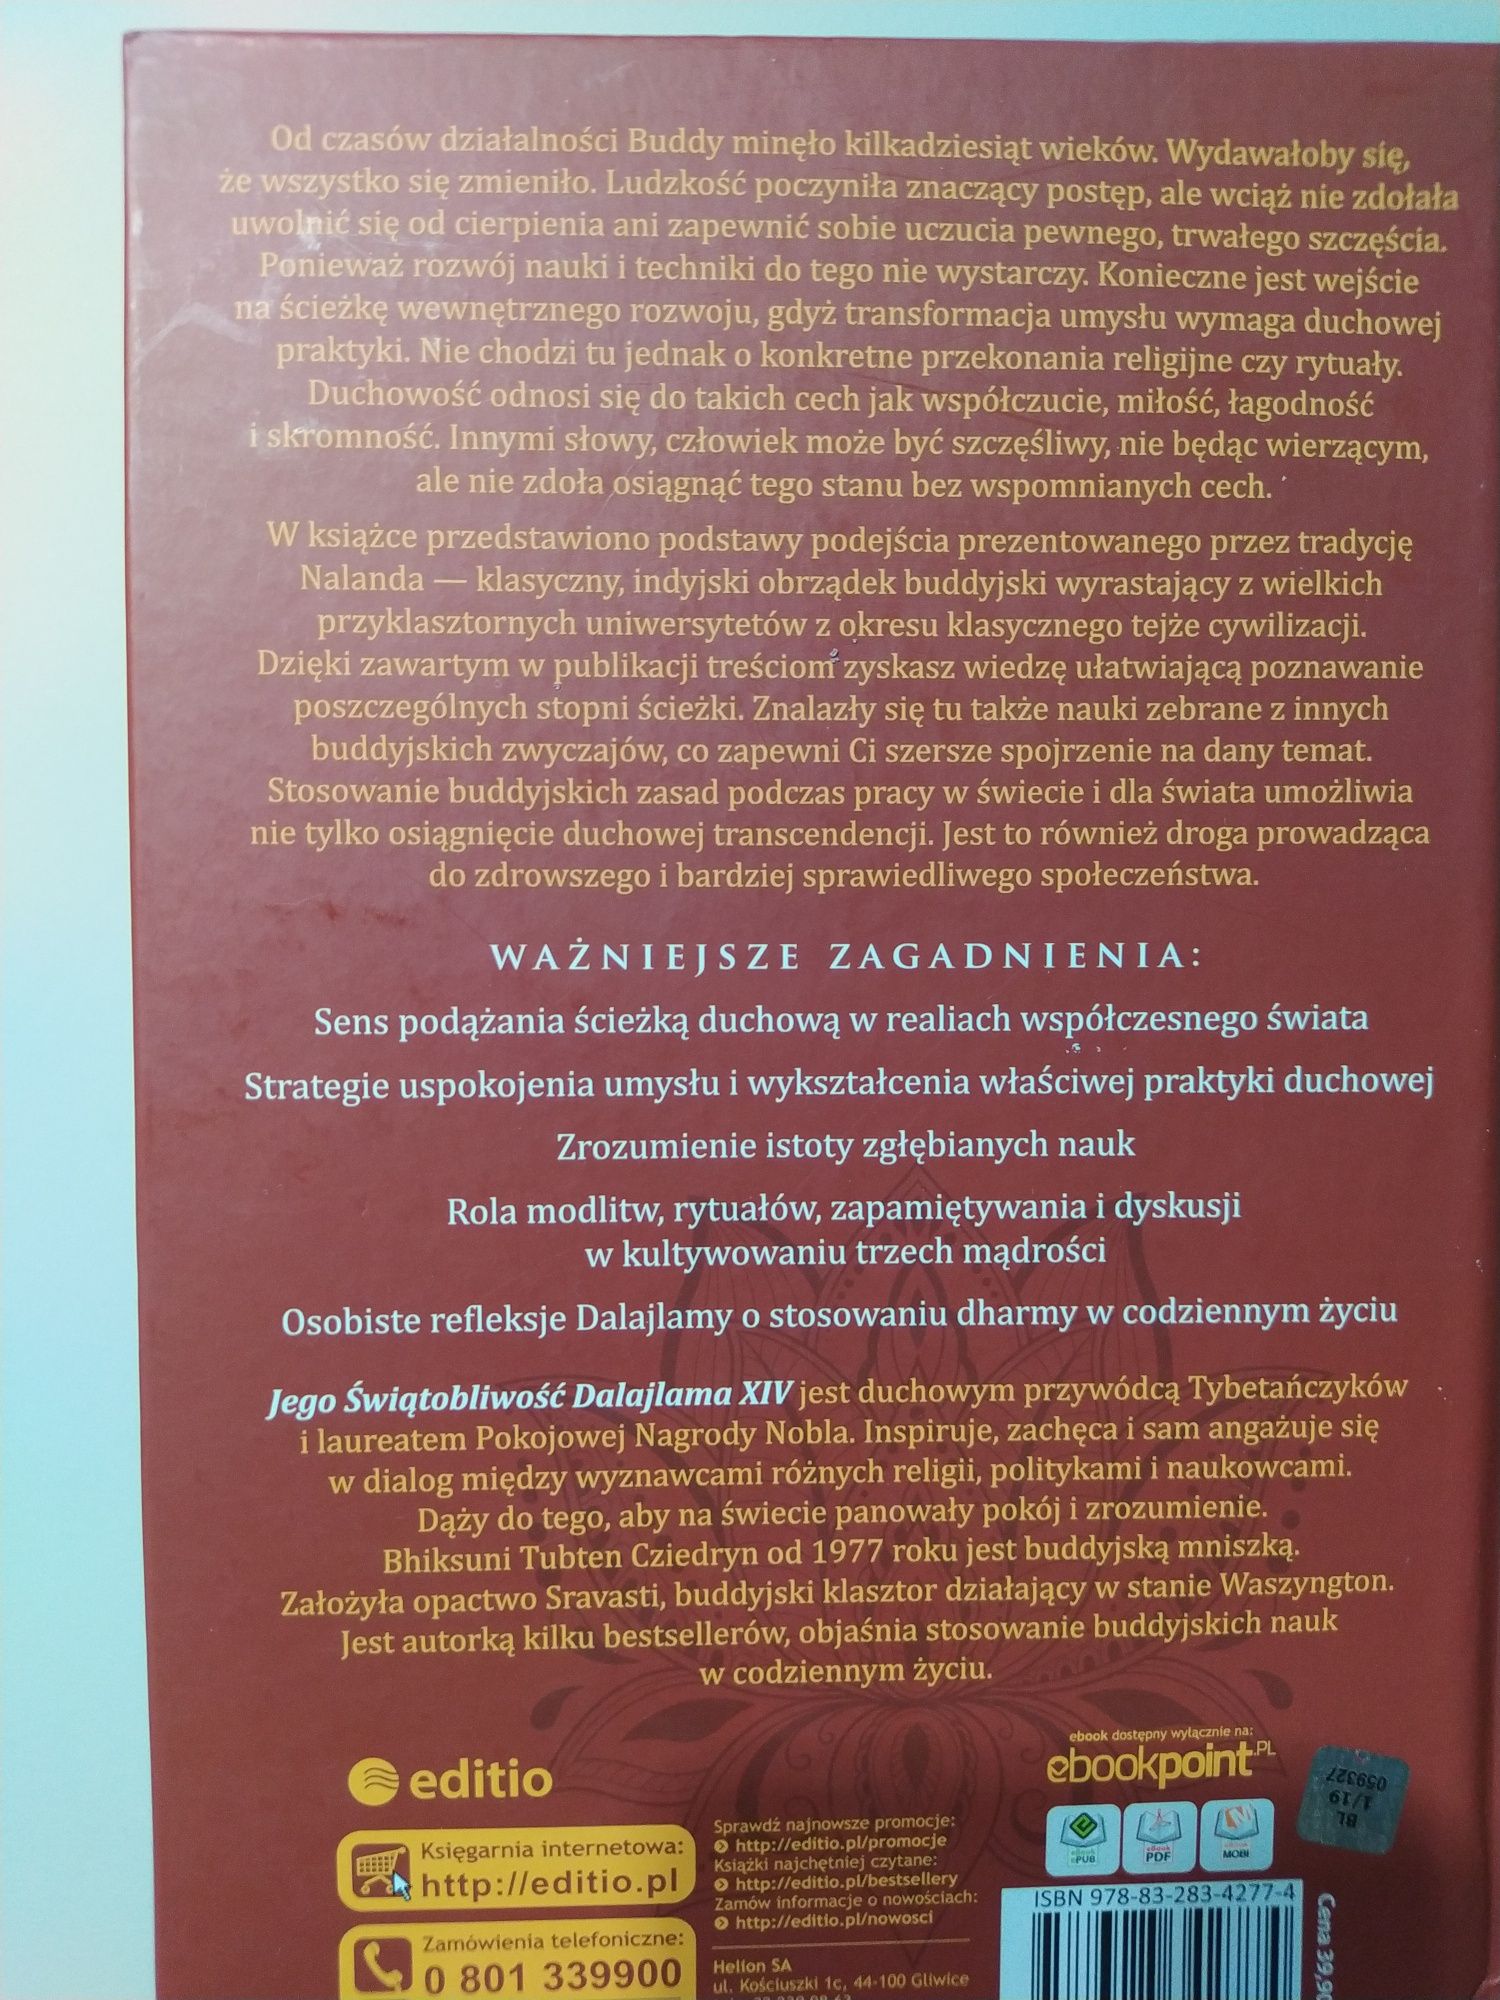 Od czasów działalności Buddy minęło kilkadziesiąt wieków. Wydawałoby się,
że wszystko się zmieniło. Ludzkość poczyniła znaczący postęp, ale wciąż nie zdołała
uwolnić się od cierpienia ani zapewnić sobie uczucia pewnego, trwałego szczęścia.
Ponieważ rozwój nauki i techniki do tego nie wystarczy. Konieczne jest wejście
na ścieżkę wewnętrznego rozwoju, gdyż transformacja umysłu wymaga duchowej
praktyki. Nie chodzi tu jednak o konkretne przekonania religijne czy rytuały.
Duchowość odnosi się do takich cech jak współczucie, miłość, łagodność
i skromność. Innymi słowy, człowiek może być szczęśliwy, nie będąc wierzącym,
ale nie zdoła osiągnąć tego stanu bez wspomnianych cech.
W książce przedstawiono podstawy podejścia prezentowanego przez tradycję
Nalanda — klasyczny, indyjski obrządek buddyjski wyrastający z wielkich
przyklasztornych uniwersytetów z okresu klasycznego tejże cywilizacji.
Dzięki zawartym w publikacji treściom zyskasz wiedzę ułatwiającą poznawanie
poszczególnych stopni ścieżki. Znalazły się tu także nauki zebrane z innych
buddyjskich zwyczajów, co zapewni Ci szersze spojrzenie na dany temat.
Stosowanie buddyjskich zasad podczas pracy w świecie i dla świata umożliwia
nie tylko osiągnięcie duchowej transcendencji. Jest to również droga prowadząca
do zdrowszego i bardziej sprawiedliwego społeczeństwa.
WAŻNIEJSZE ZAGADNIENIA:
Sens podążania ścieżką duchową w realiach współczesnego świata
Strategie uspokojenia umysłu i wykształcenia właściwej praktyki duchowej
Zrozumienie istoty zgłębianych nauk
Rola modlitw, rytuałów, zapamiętywania i dyskusji
w kultywowaniu trzech mądrości
Osobiste refleksje Dalajlamy o stosowaniu dharmy w codziennym życiu
Jego Świątobliwość Dalajlama XIV jest duchowym przywódcą Tybetańczyków
i laureatem Pokojowej Nagrody Nobla. Inspiruje, zachęca i sam angażuje się
w dialog między wyznawcami różnych religii, politykami i naukowcami.
Dąży do tego, aby na świecie panowały pokój i zrozumienie.
Bhiksuni Tubten Cziedryn od 1977 roku jest buddyjską mniszką.
Założyła opactwo Sravasti, buddyjski klasztor działający w stanie Waszyngton.
Jest autorką kilku bestsellerów, objaśnia stosowanie buddyjskich nauk
w codziennym życiu.
editio
Księgarnia internetowa:
http://editio.pl
Zamówienia telefoniczne:
0 801 339900
Sprawdź najnowsze promocje:
http://editio.pl/promocje
Książki najchętniej czytane:
http://editio.pl/bestsellery
Zamów informacje o nowościach:
http://editio.pl/nowosci
Helion SA
ul. Kościuszki 1c, 44-100 Gliwice
ebook dostępny wyłącznie na:
ebookpoint.PL
eBook
ePUB
eBook
PDF
eBook
MOBI
BL
1/19
059327
ISBN 978-83-283-4277-4
Cena 39,90